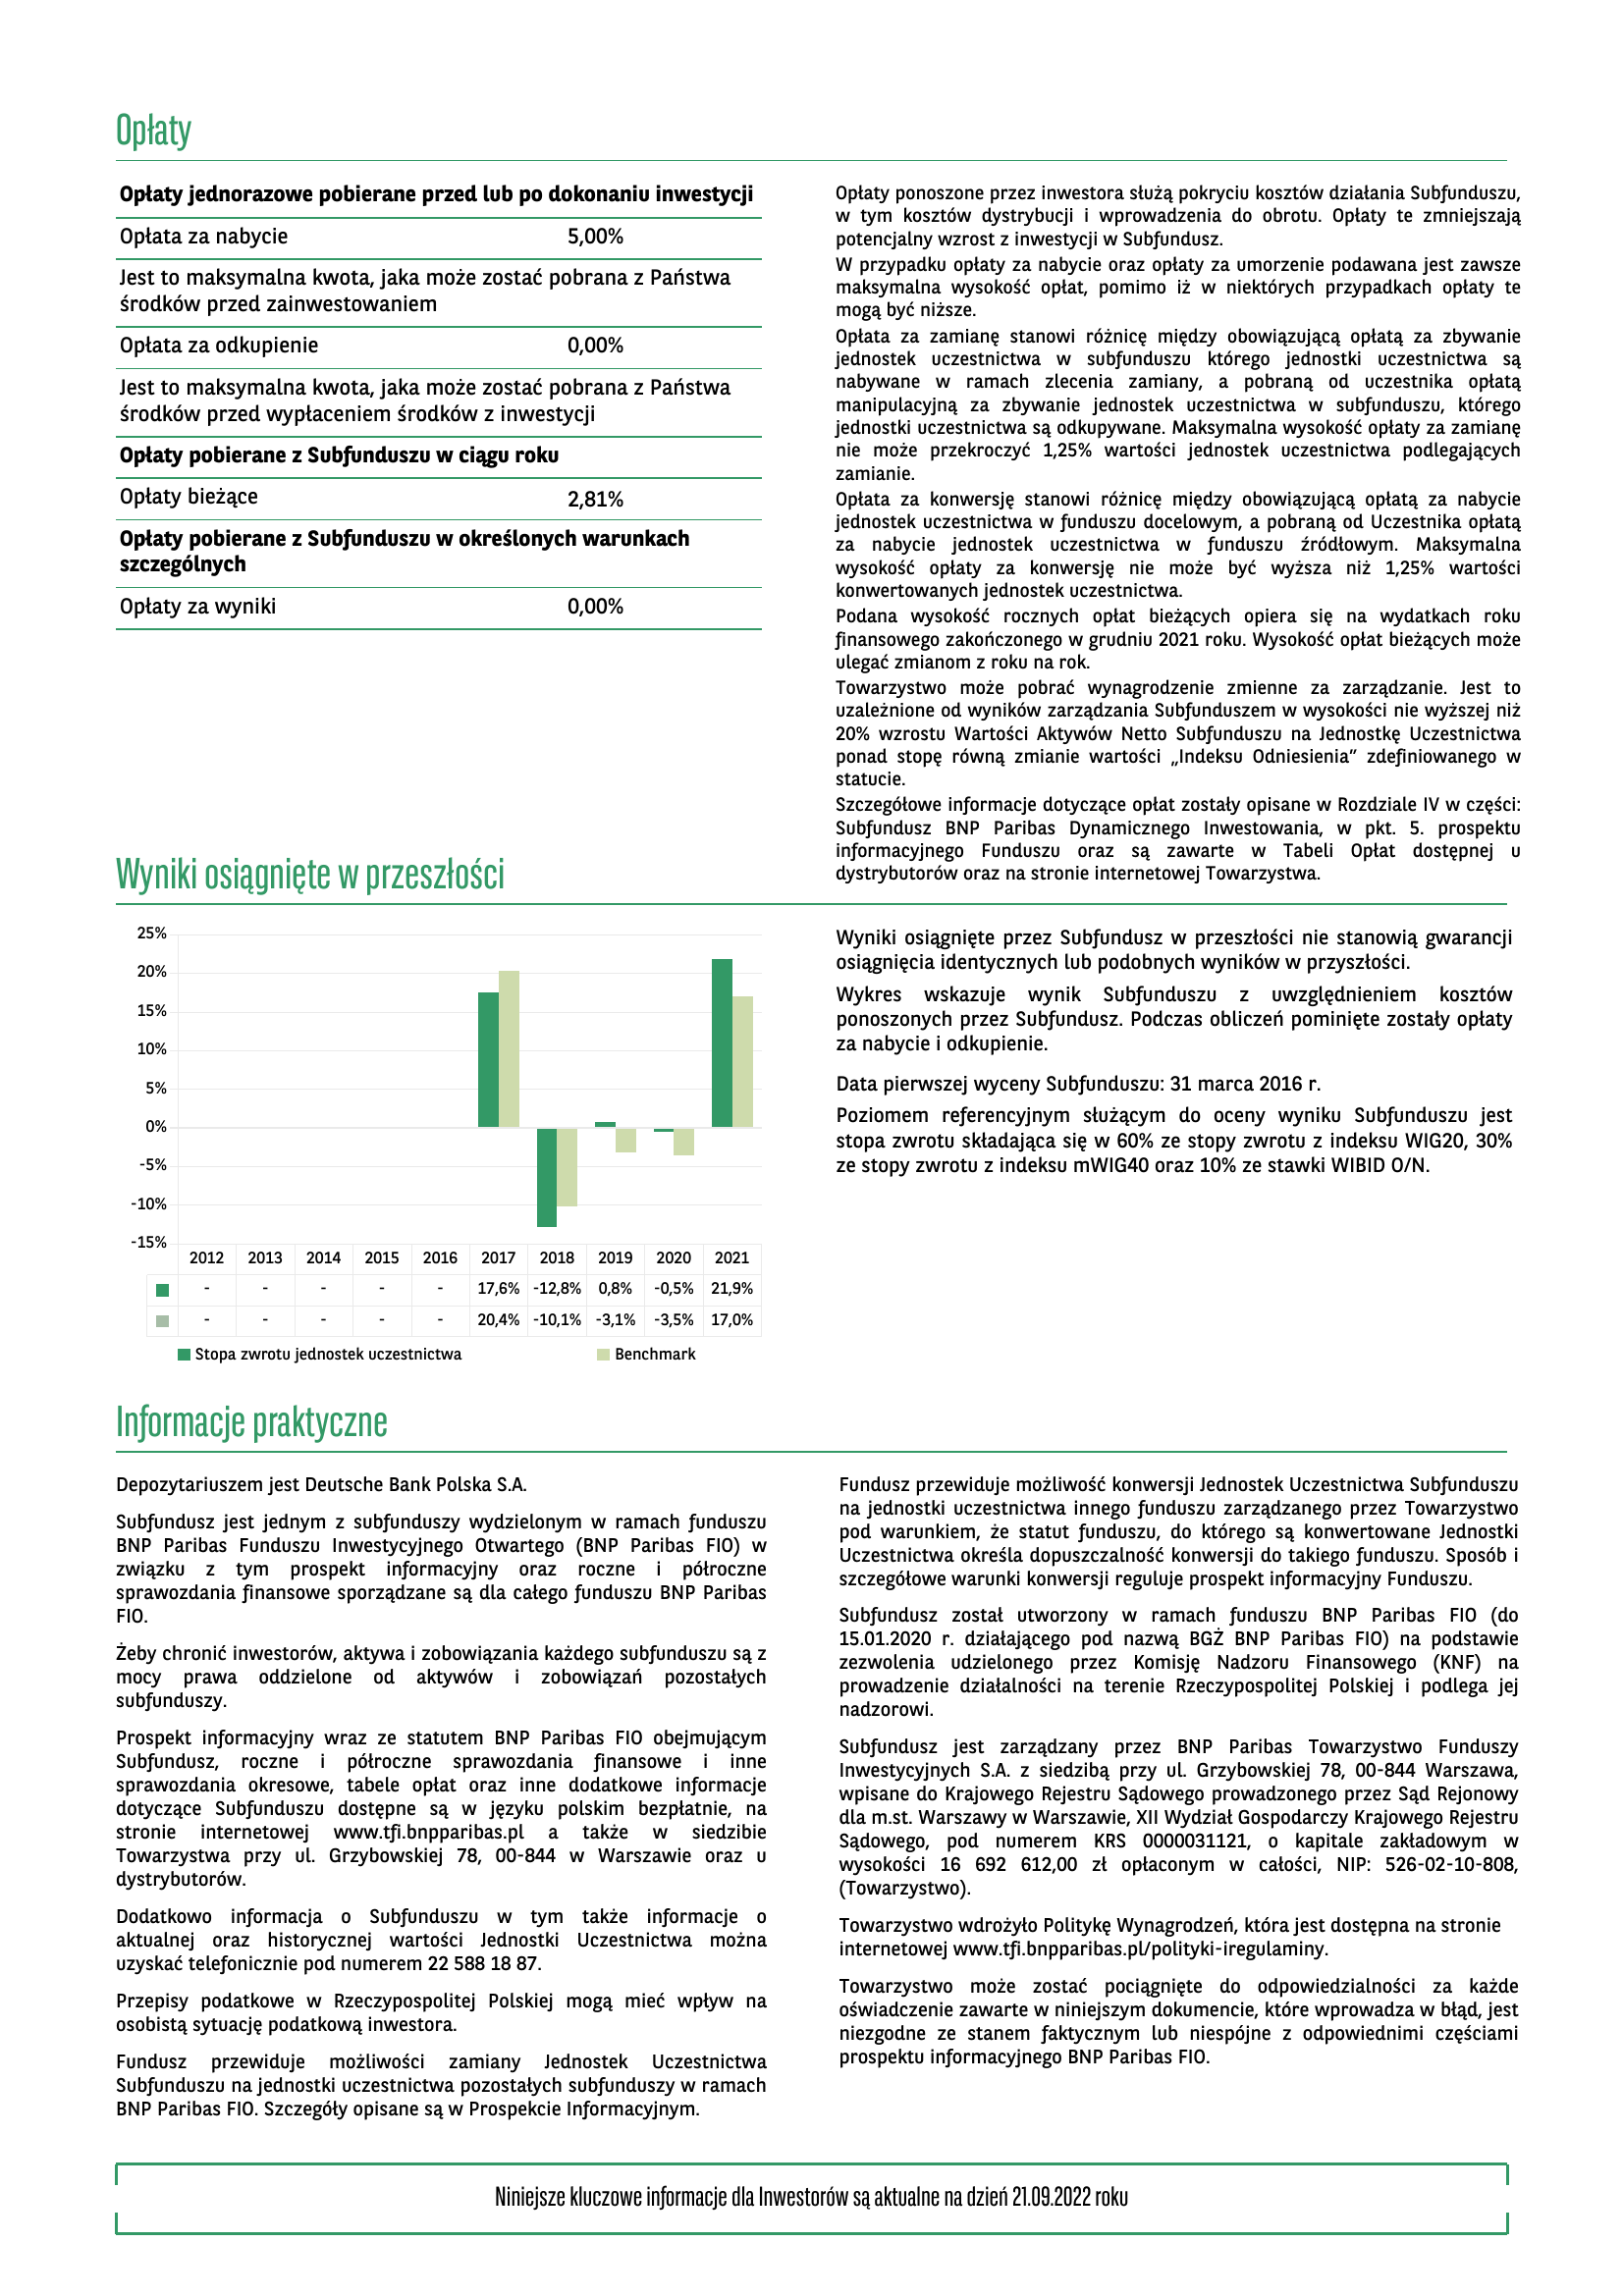 Opłaty
Opłaty jednorazowe pobierane przed lub po dokonaniu inwestycji
Opłata za nabycie 5,00%
Jest to maksymalna kwota, jaka może zostać pobrana z Państwa
środków przed zainwestowaniem
Opłata za odkupienie 0,00%
Jest to maksymalna kwota, jaka może zostać pobrana z Państwa
środków przed wypłaceniem środków z inwestycji
Opłaty pobierane z Subfunduszu w ciągu roku
Opłaty bieżące 2,81%
Opłaty pobierane z Subfunduszu w określonych warunkach
szczególnych
Opłaty za wyniki 0,00%
Opłaty ponoszone przez inwestora służą pokryciu kosztów działania Subfunduszu,
w tym kosztów dystrybucji i wprowadzenia do obrotu. Opłaty te zmniejszają
potencjalny wzrost z inwestycji w Subfundusz.
W przypadku opłaty za nabycie oraz opłaty za umorzenie podawana jest zawsze
maksymalna wysokość opłat, pomimo iż w niektórych przypadkach opłaty te
mogą być niższe.
Opłata za zamianę stanowi różnicę między obowiązującą opłatą za zbywanie
jednostek uczestnictwa w subfunduszu którego jednostki uczestnictwa są
nabywane w ramach zlecenia zamiany, a pobraną od uczestnika opłatą
manipulacyjną za zbywanie jednostek uczestnictwa w subfunduszu, którego
jednostki uczestnictwa są odkupywane. Maksymalna wysokość opłaty za zamianę
nie może przekroczyć 1,25% wartości jednostek uczestnictwa podlegających
zamianie.
Opłata za konwersję stanowi różnicę między obowiązującą opłatą za nabycie
jednostek uczestnictwa w funduszu docelowym, a pobraną od Uczestnika opłatą
za nabycie jednostek uczestnictwa w funduszu źródłowym. Maksymalna
wysokość opłaty za konwersję nie może być wyższa niż 1,25% wartości
konwertowanych jednostek uczestnictwa.
Podana wysokość rocznych opłat bieżących opiera się na wydatkach roku
finansowego zakończonego w grudniu 2021 roku. Wysokość opłat bieżących może
ulegać zmianom z roku na rok.
Towarzystwo może pobrać wynagrodzenie zmienne za zarządzanie. Jest to
uzależnione od wyników zarządzania Subfunduszem w wysokości nie wyższej niż
20% wzrostu Wartości Aktywów Netto Subfunduszu na Jednostkę Uczestnictwa
ponad stopę równą zmianie wartości „Indeksu Odniesienia” zdefiniowanego w
statucie.
Szczegółowe informacje dotyczące opłat zostały opisane w Rozdziale IV w części:
Subfundusz BNP Paribas Dynamicznego Inwestowania, w pkt. 5. prospektu
informacyjnego Funduszu oraz są zawarte w Tabeli Opłat dostępnej u
dystrybutorów oraz na stronie internetowej Towarzystwa.
Wyniki osiągnięte w przeszłości
25%
20%
15%
10%
5%
0%
-5%
-10%
-15%
2012 2013 2014 2015 2016 2017 2018 2019 2020 2021
- - - - - 17,6% -12,8% 0,8% -0,5% 21,9%
- - - - - 20,4% -10,1% -3,1% -3,5% 17,0%
Stopa zwrotu jednostek uczestnictwa Benchmark
Wyniki osiągnięte przez Subfundusz w przeszłości nie stanowią gwarancji
osiągnięcia identycznych lub podobnych wyników w przyszłości.
Wykres wskazuje wynik Subfunduszu z uwzględnieniem kosztów
ponoszonych przez Subfundusz. Podczas obliczeń pominięte zostały opłaty
za nabycie i odkupienie.
Data pierwszej wyceny Subfunduszu: 31 marca 2016 r.
Poziomem referencyjnym służącym do oceny wyniku Subfunduszu jest
stopa zwrotu składająca się w 60% ze stopy zwrotu z indeksu WIG20, 30%
ze stopy zwrotu z indeksu mWIG40 oraz 10% ze stawki WIBID O/N.
Informacje praktyczne
Depozytariuszem jest Deutsche Bank Polska S.A.
Subfundusz jest jednym z subfunduszy wydzielonym w ramach funduszu
BNP Paribas Funduszu Inwestycyjnego Otwartego (BNP Paribas FIO) w
związku z tym prospekt informacyjny oraz roczne i półroczne
sprawozdania finansowe sporządzane są dla całego funduszu BNP Paribas
FIO.
Żeby chronić inwestorów, aktywa i zobowiązania każdego subfunduszu są z
mocy prawa oddzielone od aktywów i zobowiązań pozostałych
subfunduszy.
Prospekt informacyjny wraz ze statutem BNP Paribas FIO obejmującym
Subfundusz, roczne i półroczne sprawozdania finansowe i inne
sprawozdania okresowe, tabele opłat oraz inne dodatkowe informacje
dotyczące Subfunduszu dostępne są w języku polskim bezpłatnie, na
stronie internetowej www.tfi.bnpparibas.pl a także w siedzibie
Towarzystwa przy ul. Grzybowskiej 78, 00-844 w Warszawie oraz u
dystrybutorów.
Dodatkowo informacja o Subfunduszu w tym także informacje o
aktualnej oraz historycznej wartości Jednostki Uczestnictwa można
uzyskać telefonicznie pod numerem 22 588 18 87.
Przepisy podatkowe w Rzeczypospolitej Polskiej mogą mieć wpływ na
osobistą sytuację podatkową inwestora.
Fundusz przewiduje możliwości zamiany Jednostek Uczestnictwa
Subfunduszu na jednostki uczestnictwa pozostałych subfunduszy w ramach
BNP Paribas FIO. Szczegóły opisane są w Prospekcie Informacyjnym.
Fundusz przewiduje możliwość konwersji Jednostek Uczestnictwa Subfunduszu
na jednostki uczestnictwa innego funduszu zarządzanego przez Towarzystwo
pod warunkiem, że statut funduszu, do którego są konwertowane Jednostki
Uczestnictwa określa dopuszczalność konwersji do takiego funduszu. Sposób i
szczegółowe warunki konwersji reguluje prospekt informacyjny Funduszu.
Subfundusz został utworzony w ramach funduszu BNP Paribas FIO (do
15.01.2020 r. działającego pod nazwą BGŻ BNP Paribas FIO) na podstawie
zezwolenia udzielonego przez Komisję Nadzoru Finansowego (KNF) na
prowadzenie działalności na terenie Rzeczypospolitej Polskiej i podlega jej
nadzorowi.
Subfundusz jest zarządzany przez BNP Paribas Towarzystwo Funduszy
Inwestycyjnych S.A. z siedzibą przy ul. Grzybowskiej 78, 00-844 Warszawa,
wpisane do Krajowego Rejestru Sądowego prowadzonego przez Sąd Rejonowy
dla m.st. Warszawy w Warszawie, XII Wydział Gospodarczy Krajowego Rejestru
Sądowego, pod numerem KRS 0000031121, o kapitale zakładowym w
wysokości 16 692 612,00 zł opłaconym w całości, NIP: 526-02-10-808,
(Towarzystwo).
Towarzystwo wdrożyło Politykę Wynagrodzeń, która jest dostępna na stronie
internetowej www.tfi.bnpparibas.pl/polityki-iregulaminy.
Towarzystwo może zostać pociągnięte do odpowiedzialności za każde
oświadczenie zawarte w niniejszym dokumencie, które wprowadza w błąd, jest
niezgodne ze stanem faktycznym lub niespójne z odpowiednimi częściami
prospektu informacyjnego BNP Paribas FIO.
Niniejsze kluczowe informacje dla Inwestorów są aktualne na dzień 21.09.2022 roku